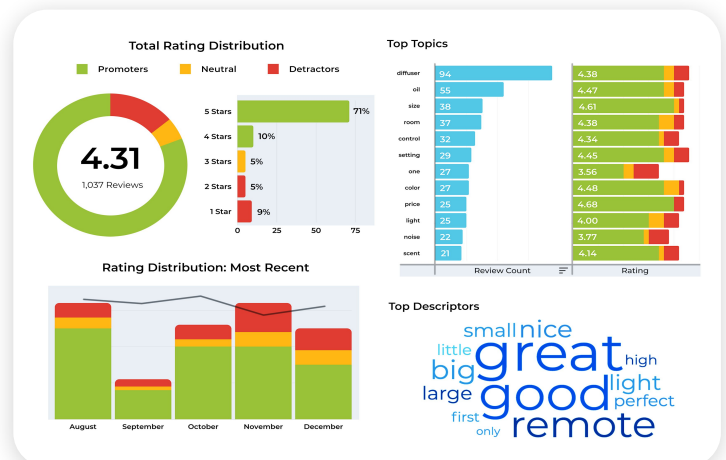 Total Rating Distribution
Promoters Neutral Detractors
4.31
1,037 Reviews
5 Stars 71%
4 Stars 10%
3 Stars 5%
2 Stars 5%
1 Star 9%
0 25 50 75
Top Topics
diffuser 94 4.38
oil 55 4.47
size 38 4.61
room 37 4.38
control 32 4.34
setting 29 4.45
one 27 3.56
color 27 4.48
price 25 4.68
light 25 4.00
noise 22 3.77
scent 21 4.14
Review Count Rating
Rating Distribution: Most Recent
August September October November December
Top Descriptors
small nice
little great high
big light
large good perfect
first remote
only